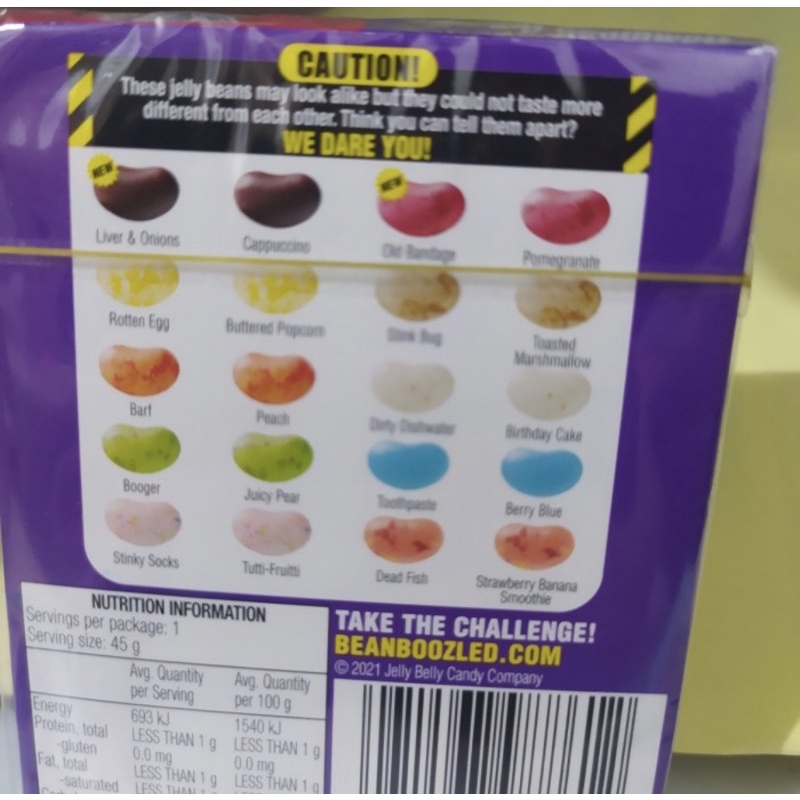 CAUTION!
These jelly beans may look alike but they could not taste more
different from each other. Think you can tell them apart?
WE DARE YOU!
NEW NEW
Liver & Onions Cappuccino Old Bandage Pomegranate
Rotten Egg Buttered Popcorn Stink Bug Toasted
Marshmallow
Barf Peach Dirty Dishwater Birthday Cake
Booger Juicy Pear Toothpaste Berry Blue
Stinky Socks Tutti-Fruitti Dead Fish Strawberry Banana
Smoothie
NUTRITION INFORMATION
Servings per package: 1
Serving size: 45 g
Avg. Quantity Avg. Quantity
per Serving per 100 g
Energy 693 kJ 1540 kJ
Protein, total LESS THAN 1 g LESS THAN 1 g
-gluten 0.0 mg 0.0 mg
Fat, total LESS THAN 1 g LESS THAN 1 g
-saturated LESS THAN 1 g
TAKE THE CHALLENGE!
BEANBOOZLED.COM
© 2021 Jelly Belly Candy Company